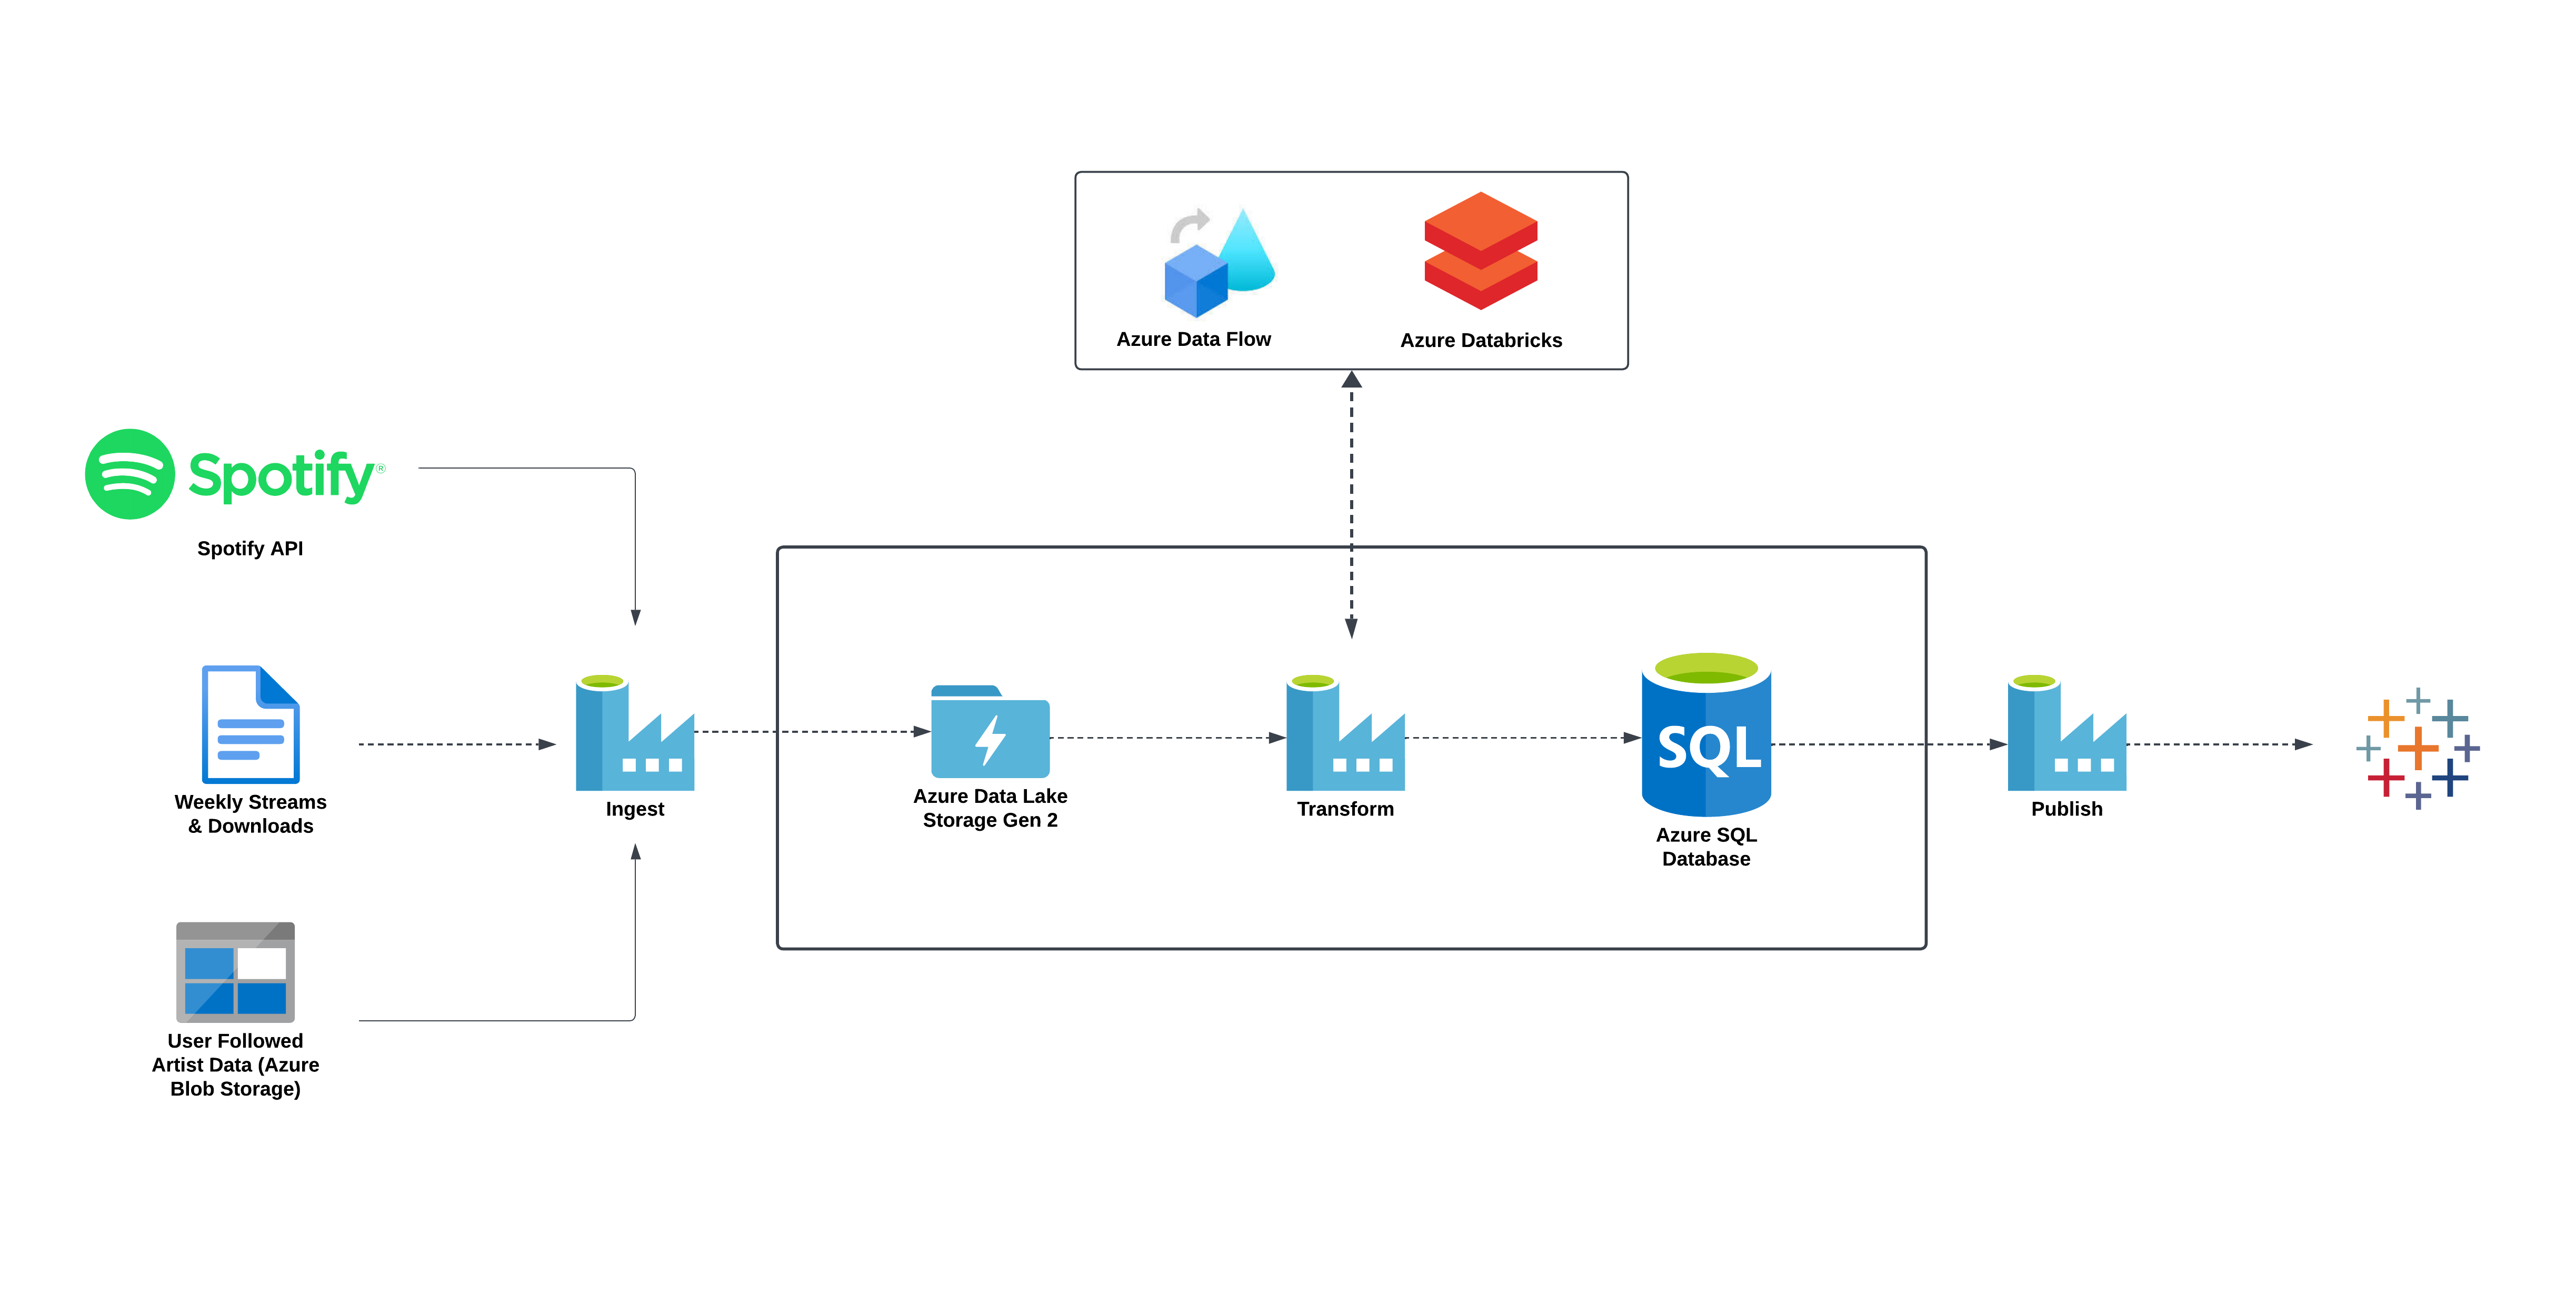 Azure Data Flow
Azure Databricks
Spotify®
Spotify API
Weekly Streams
& Downloads
Ingest
Azure Data Lake
Storage Gen 2
Transform
SQL
Azure SQL
Database
Publish
User Followed
Artist Data (Azure
Blob Storage)